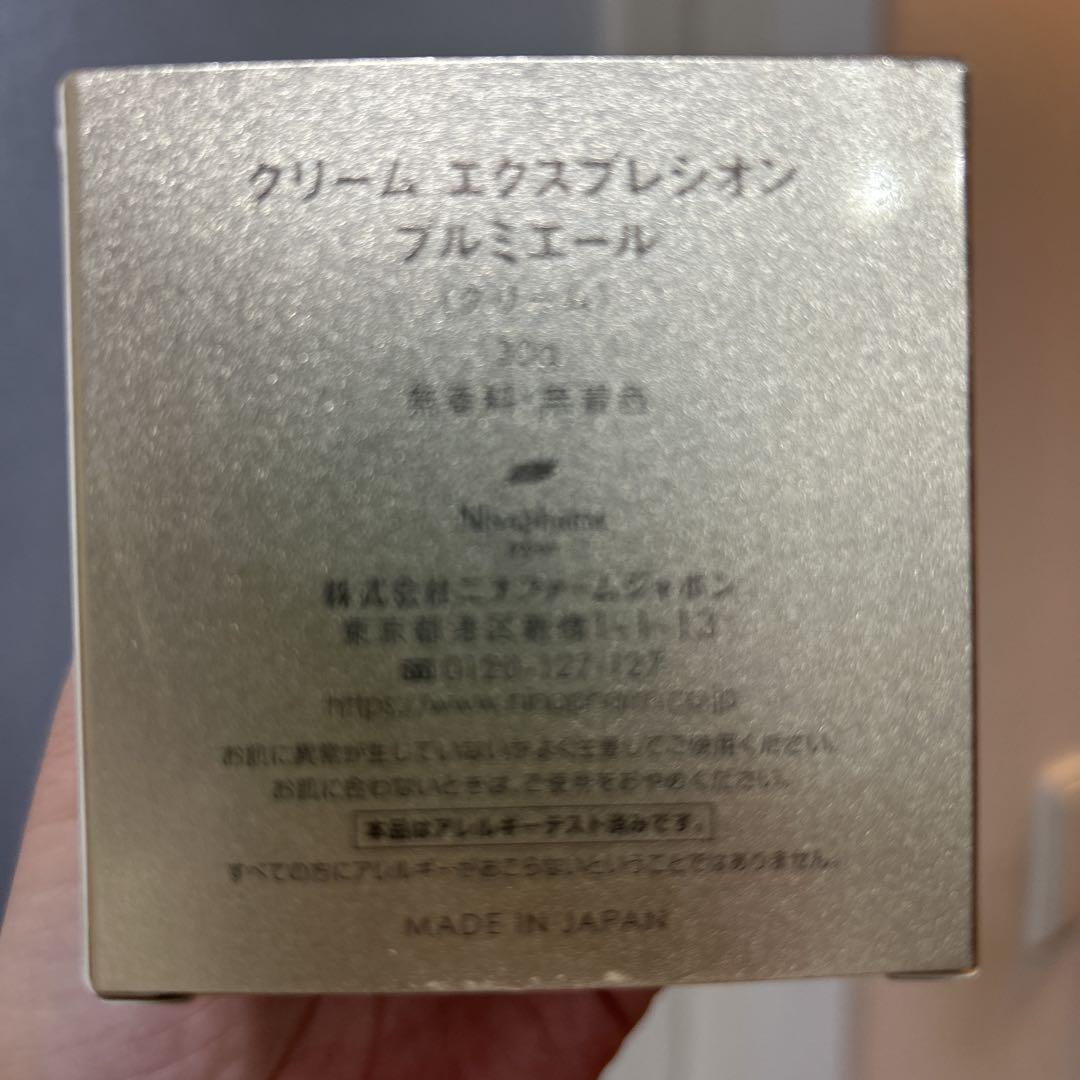 クリーム エクスプレシオン
プルミエール
（クリーム）
30g
無香料・無着色
株式会社ニナファームジャポン
東京都港区新橋1-1-13
0120-127-127
https://www.ninapharm.co.jp
お肌に異常が生じていないかよく注意してご使用ください。
お肌に合わないときは、ご使用をおやめください。
本品はアレルギーテスト済みです。
すべての方にアレルギーがおこらないということではありません。
MADE IN JAPAN